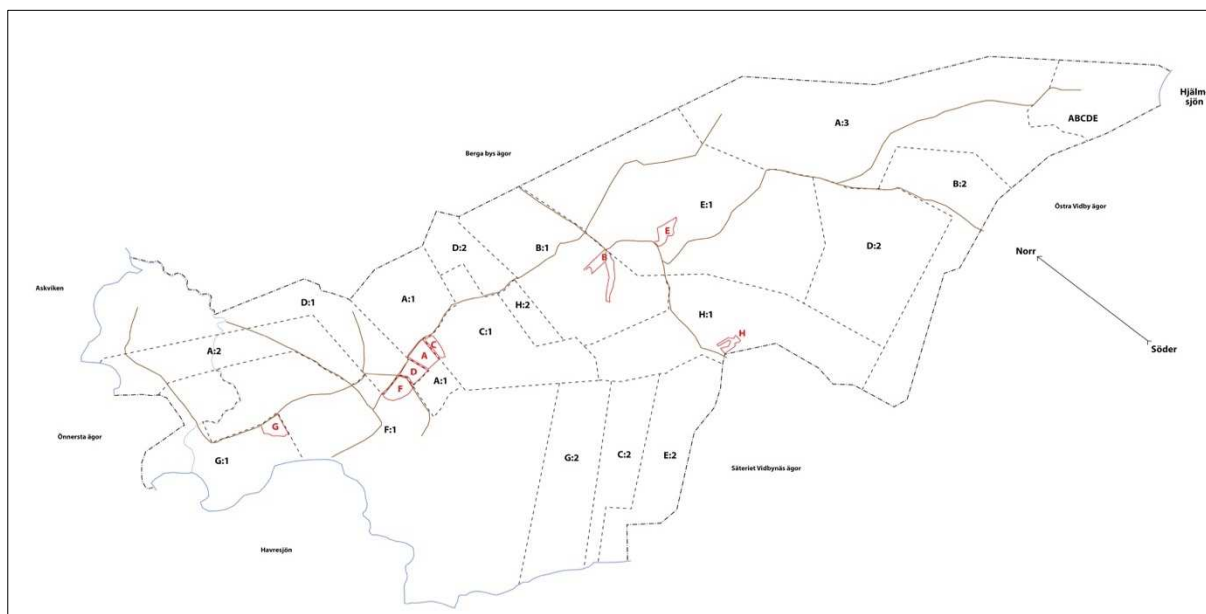 Hjälm-
sjön
A:3
ABCDE
Berga bys ägor
B:2
E:1
Östra Vidby ägor
E
D:2
B:1
D:2
Norr
B
Askviken
A:1
D:1
H:2
H:1
C:1
H
Söder
C
A:2
A
D
A:1
F
G
F:1
Önnersta ägor
G:1
G:2
C:2
E:2
Säteriet Vidbynäs ägor
Havresjön